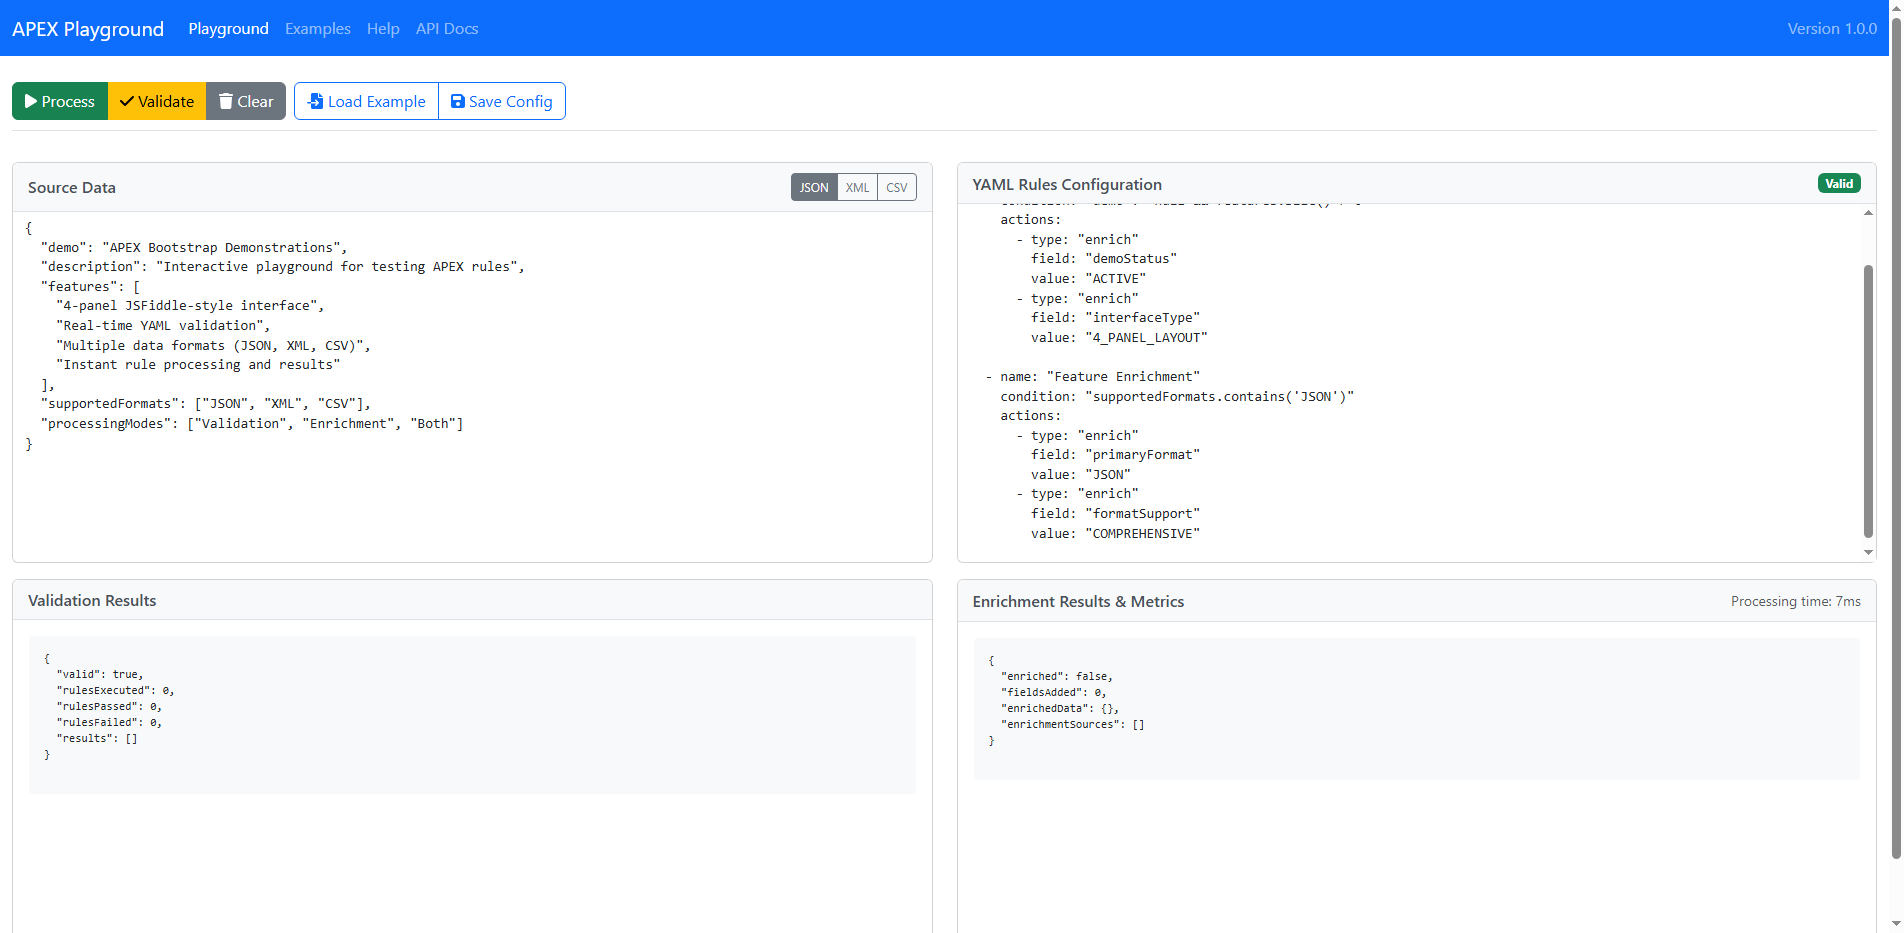 APEX Playground Playground Examples Help API Docs Version 1.0.0
Process Validate Clear Load Example Save Config
Source Data JSON XML CSV
{
  "demo": "APEX Bootstrap Demonstrations",
  "description": "Interactive playground for testing APEX rules",
  "features": [
    "4-panel JSFiddle-style interface",
    "Real-time YAML validation",
    "Multiple data formats (JSON, XML, CSV)",
    "Instant rule processing and results"
  ],
  "supportedFormats": ["JSON", "XML", "CSV"],
  "processingModes": ["Validation", "Enrichment", "Both"]
}
YAML Rules Configuration Valid
    actions:
      - type: "enrich"
        field: "demoStatus"
        value: "ACTIVE"
      - type: "enrich"
        field: "interfaceType"
        value: "4_PANEL_LAYOUT"
  - name: "Feature Enrichment"
    condition: "supportedFormats.contains('JSON')"
    actions:
      - type: "enrich"
        field: "primaryFormat"
        value: "JSON"
      - type: "enrich"
        field: "formatSupport"
        value: "COMPREHENSIVE"
Validation Results
{
  "valid": true,
  "rulesExecuted": 0,
  "rulesPassed": 0,
  "rulesFailed": 0,
  "results": []
}
Enrichment Results & Metrics Processing time: 7ms
{
  "enriched": false,
  "fieldsAdded": 0,
  "enrichedData": {},
  "enrichmentSources": []
}